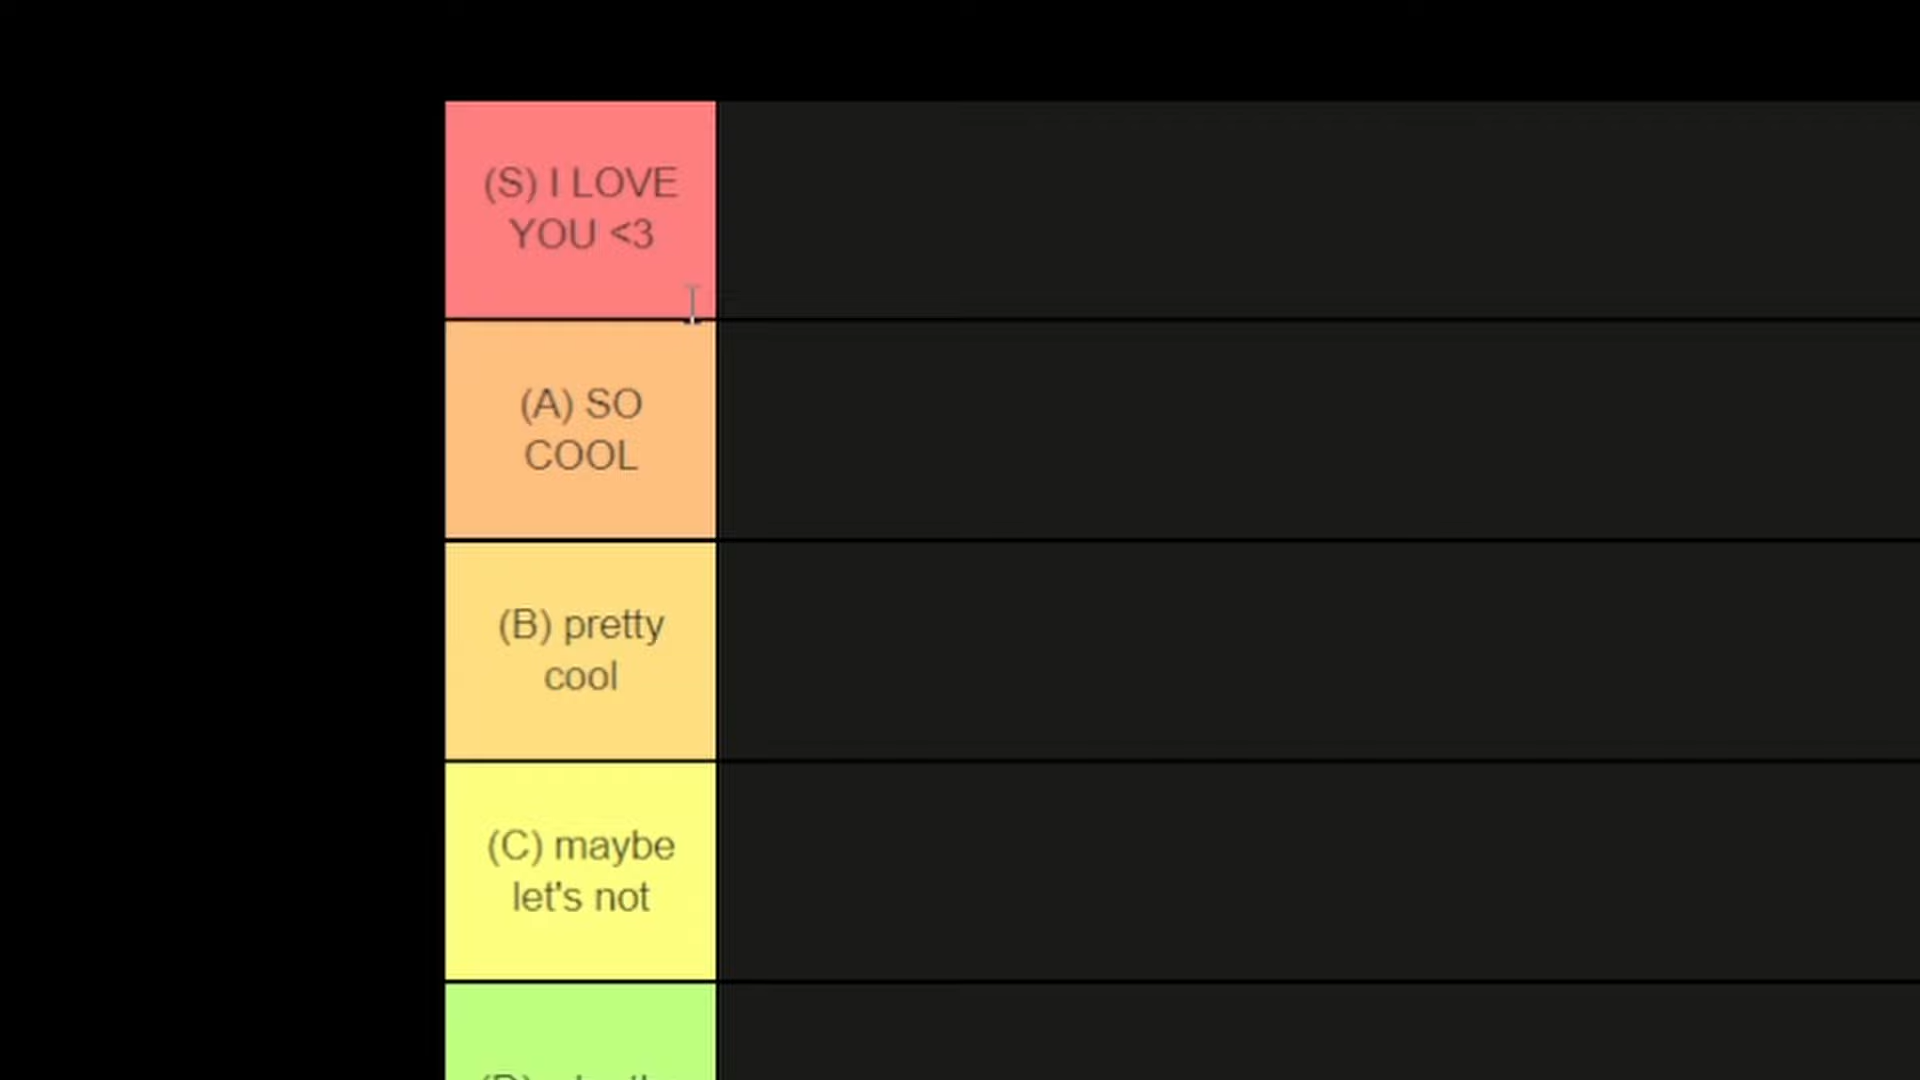 (S) I LOVE
YOU <3
(A) SO
COOL
(B) pretty
cool
(C) maybe
let's not
(D)